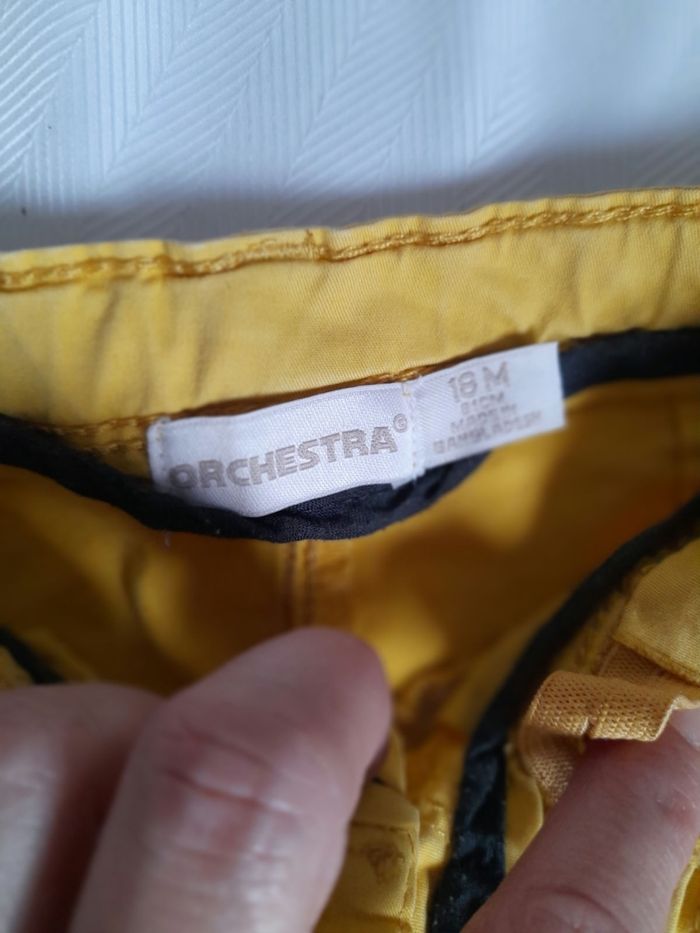 ORCHESTRA®
18 M
81CM
MADE IN
BANGLADESH